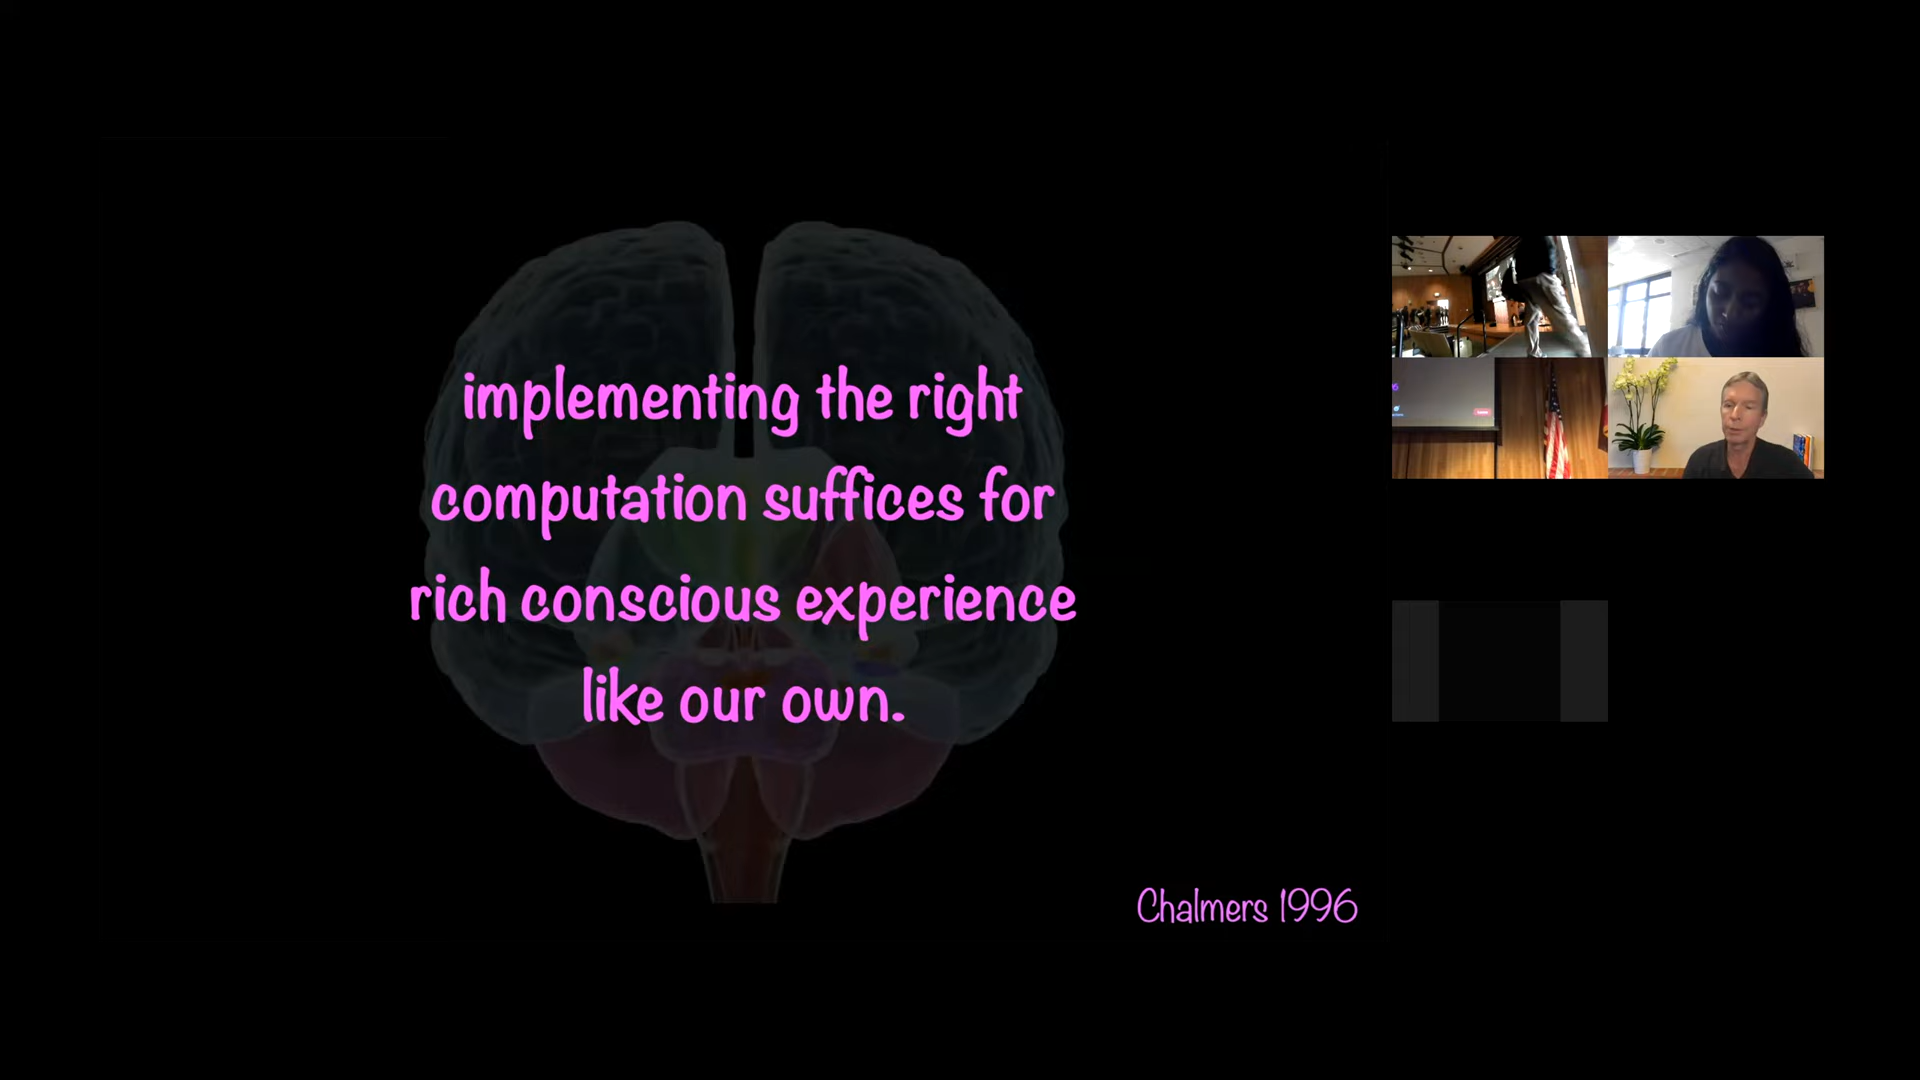 implementing the right
computation suffices for
rich conscious experience
like our own.
Chalmers 1996